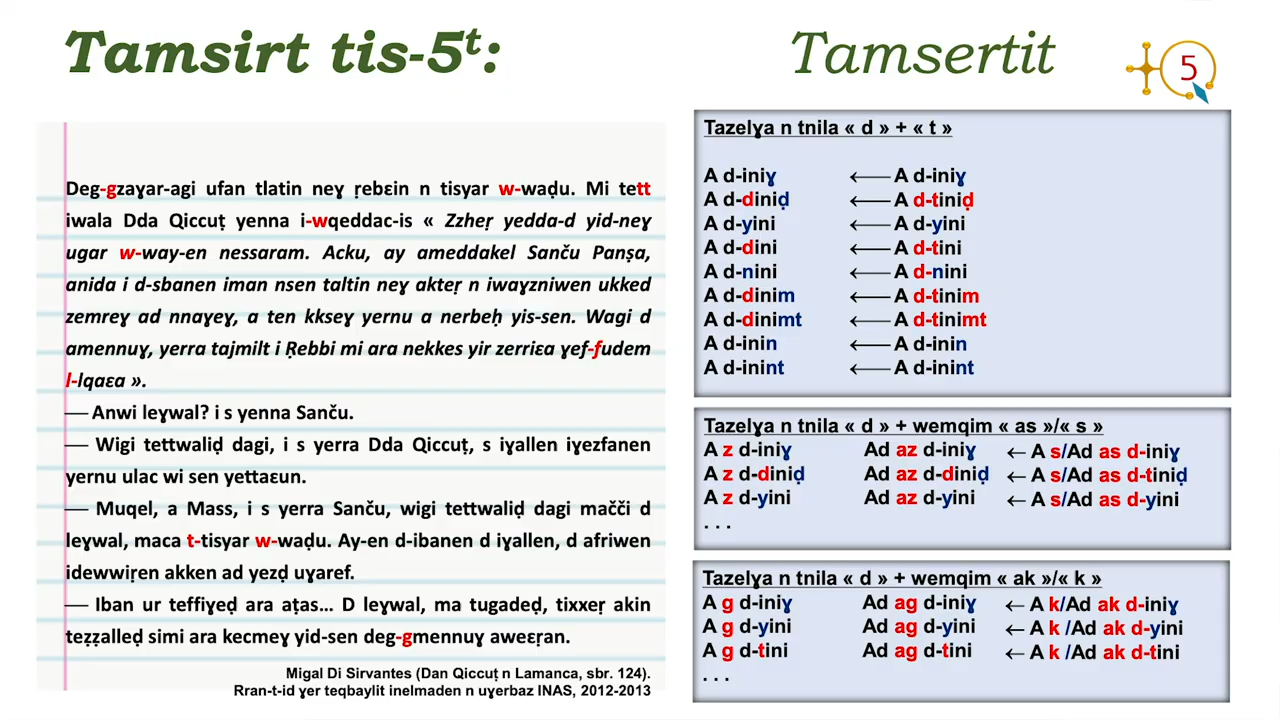 Tamsirt tis-5ᵗ:
Tamsertit
5
Deg-gzaɣar-agi ufan tlatin neɣ ṛebɛin n tisyar w-waḍu. Mi tett
iwala Dda Qiccuṭ yenna i-wqeddac-is « Zzheṛ yedda-d yid-neɣ
ugar w-way-en nessaram. Acku, ay ameddakel Sanču Panṣa,
anida i d-sbanen iman nsen taltin neɣ akteṛ n iwaɣzniwen ukked
zemreɣ ad nnaɣeɣ, a ten kkseɣ yernu a nerbeḥ yis-sen. Wagi d
amennuɣ, yerra tajmilt i Ṛebbi mi ara nekkes yir zerriɛa ɣef-fudem
l-lqaɛa ».
— Anwi leɣwal? i s yenna Sanču.
— Wigi tettwaliḍ dagi, i s yerra Dda Qiccuṭ, s iɣallen iɣezfanen
yernu ulac wi sen yettaɛun.
— Muqel, a Mass, i s yerra Sanču, wigi tettwaliḍ dagi mačči d
leɣwal, maca t-tisyar w-waḍu. Ay-en d-ibanen d iɣallen, d afriwen
idewwiṛen akken ad yezḍ uɣaref.
— Iban ur teffiɣeḍ ara aṭas... D leɣwal, ma tugadeḍ, tixxeṛ akin
teẓẓalleḍ simi ara kecmeɣ yid-sen deg-gmennuɣ aweɛṛan.
Migal Di Sirvantes (Dan Qiccuṭ n Lamanca, sbr. 124).
Rran-t-id ɣer teqbaylit inelmaden n uɣerbaz INAS, 2012-2013
Tazelɣa n tnila « d » + « t »
A d-iniɣ ⟵ A d-iniɣ
A d-diniḍ ⟵ A d-tiniḍ
A d-yini ⟵ A d-yini
A d-dini ⟵ A d-tini
A d-nini ⟵ A d-nini
A d-dinim ⟵ A d-tinim
A d-dinimt ⟵ A d-tinimt
A d-inin ⟵ A d-inin
A d-inint ⟵ A d-inint
Tazelɣa n tnila « d » + wemqim « as »/« s »
A z d-iniɣ Ad az d-iniɣ ← A s/Ad as d-iniɣ
A z d-diniḍ Ad az d-diniḍ ← A s/Ad as d-tiniḍ
A z d-yini Ad az d-yini ← A s/Ad as d-yini
. . .
Tazelɣa n tnila « d » + wemqim « ak »/« k »
A g d-iniɣ Ad ag d-iniɣ ← A k/Ad ak d-iniɣ
A g d-yini Ad ag d-yini ← A k /Ad ak d-yini
A g d-tini Ad ag d-tini ← A k /Ad ak d-tini
. . .